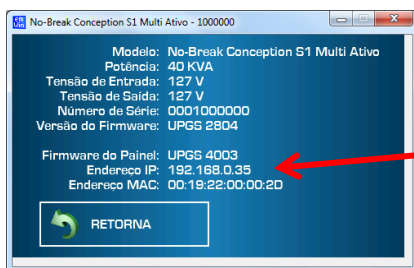 No-Break Conception S1 Multi Ativo - 1000000
Modelo: No-Break Conception S1 Multi Ativo
Potência: 40 KVA
Tensão de Entrada: 127 V
Tensão de Saída: 127 V
Número de Série: 0001000000
Versão do Firmware: UPGS 2804
Firmware do Painel: UPGS 4003
Endereço IP: 192.168.0.35
Endereço MAC: 00:19:22:00:00:2D
RETORNA